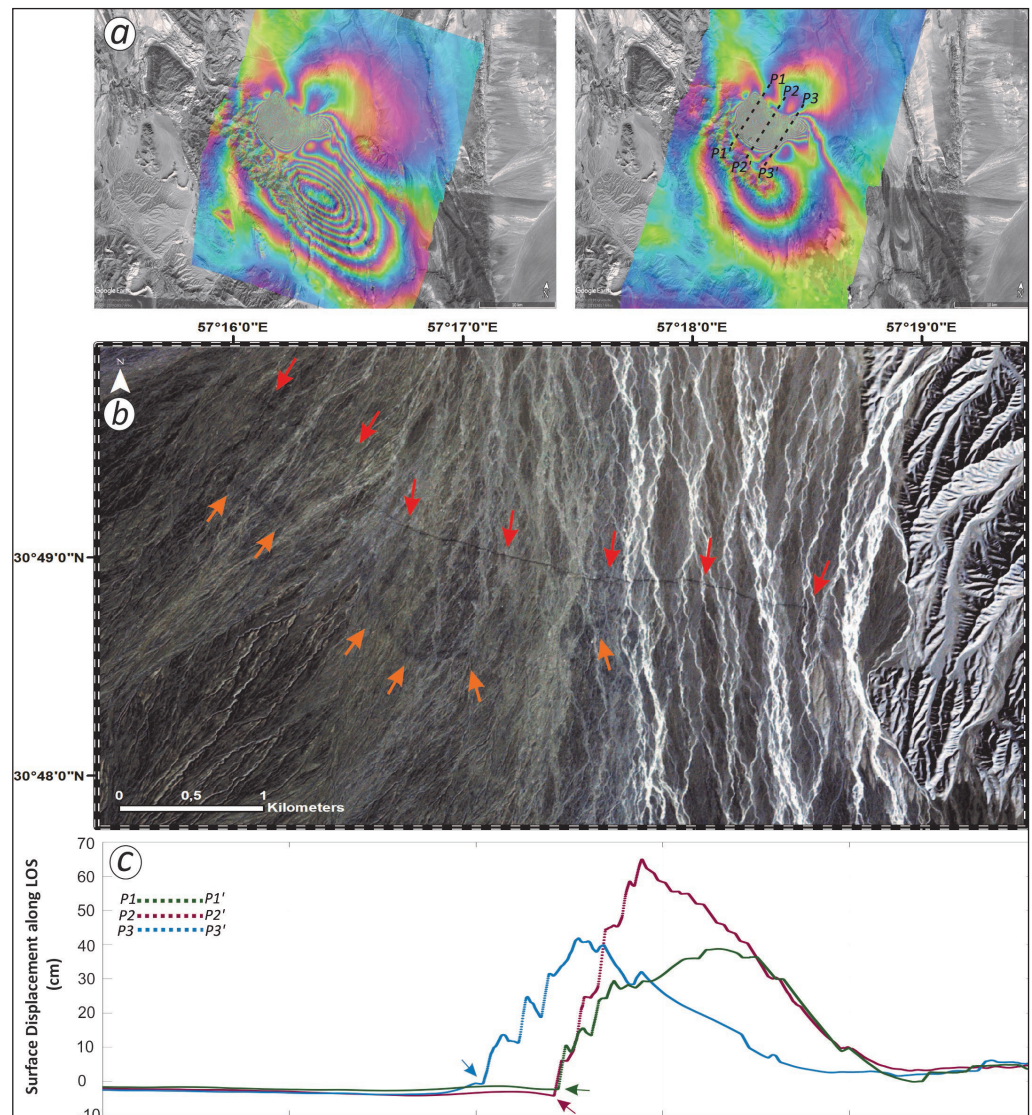 a
P1
P2
P3
P1'
P2'
P3'
Google Earth
Google Earth
57°16'0"E
57°17'0"E
57°18'0"E
57°19'0"E
N
b
30°49'0"N
30°48'0"N
0
0,5
1
Kilometers
c
Surface Displacement along LOS
(cm)
70
60
50
40
30
20
10
0
10
P1
P1'
P2
P2'
P3
P3'